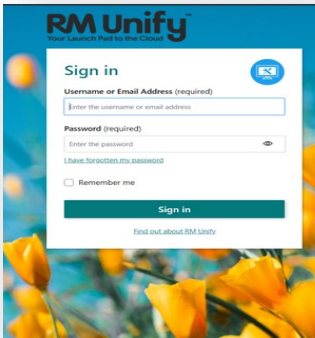 RM Unify™
Your Launch Pad to the Cloud
Sign in
Username or Email Address (required)
Enter the username or email address
Password (required)
Enter the password
I have forgotten my password
Remember me
Sign in
Find out about RM Unify